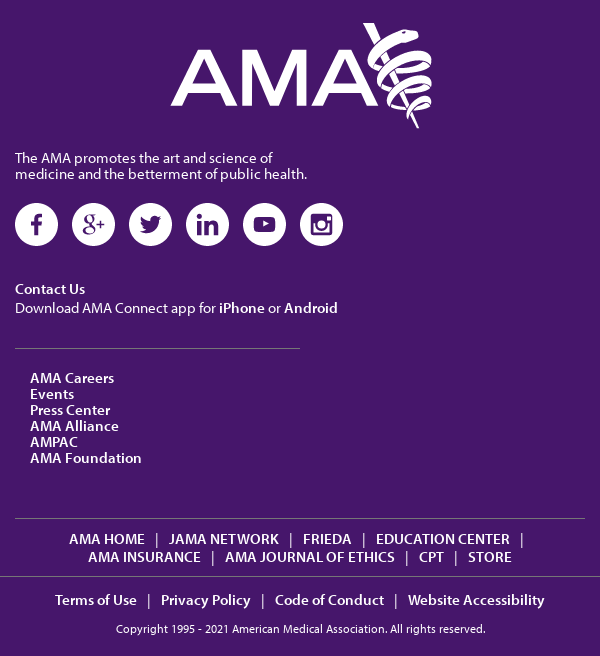 AMA
The AMA promotes the art and science of
medicine and the betterment of public health.
Contact Us
Download AMA Connect app for iPhone or Android
AMA Careers
Events
Press Center
AMA Alliance
AMPAC
AMA Foundation
AMA HOME | JAMA NETWORK | FRIEDA | EDUCATION CENTER |
AMA INSURANCE | AMA JOURNAL OF ETHICS | CPT | STORE
Terms of Use | Privacy Policy | Code of Conduct | Website Accessibility
Copyright 1995 - 2021 American Medical Association. All rights reserved.